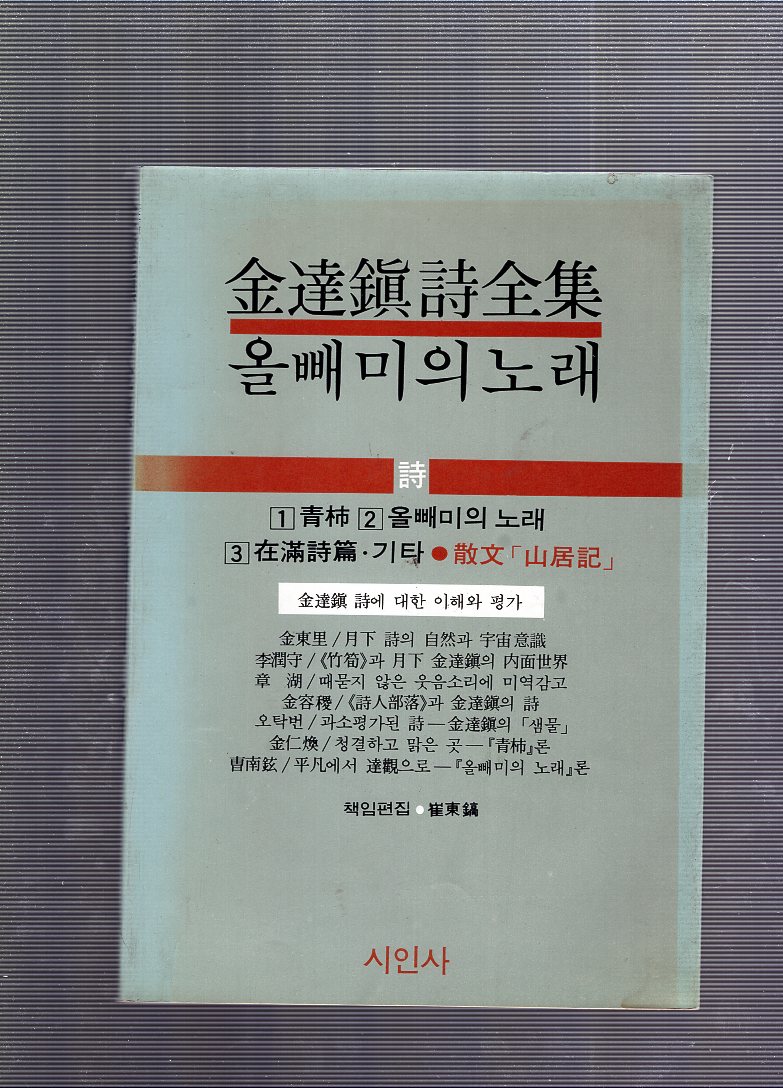 金達鎭詩全集
올빼미의노래
詩
1 青柿 2 올빼미의 노래
3 在滿詩篇·기타 ● 散文「山居記」
金達鎭 詩에 대한 이해와 평가
金東里/月下 詩의 自然과 宇宙意識
李潤守/《竹筍》과 月下 金達鎭의 内面世界
章 湖/때묻지 않은 웃음소리에 미역감고
金容稷/《詩人部落》과 金達鎭의 詩
오탁번/과소평가된 詩—金達鎭의「샘물」
金仁煥/청결하고 맑은 곳—『青柿』론
曺南鉉/平凡에서 達觀으로—『올빼미의 노래』론
책임편집 ● 崔東鎬
시인사